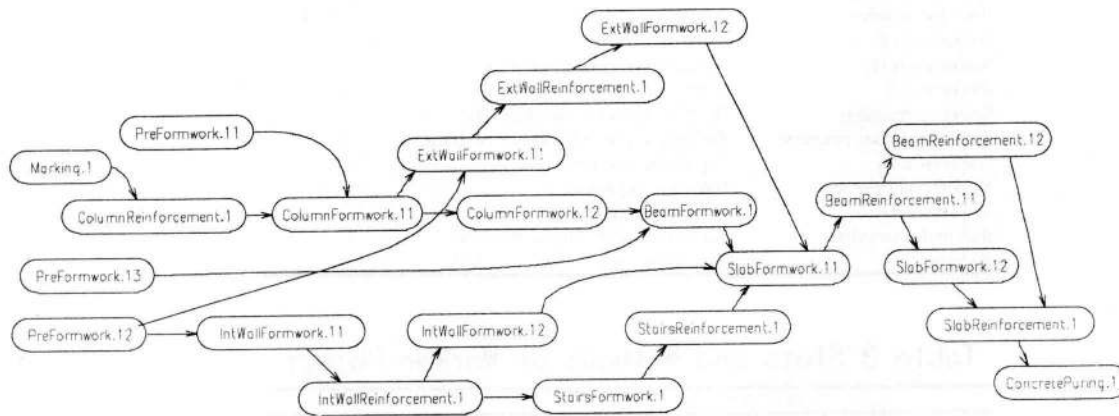 ExtWallFormwork.12
ExtWallReinforcement.1
PreFormwork.11
BeamReinforcement.12
ExtWallFormwork.11
Marking.1
BeamReinforcement.11
ColumnReinforcement.1
ColumnFormwork.11
ColumnFormwork.12
BeamFormwork.1
PreFormwork.13
SlabFormwork.11
SlabFormwork.12
PreFormwork.12
IntWallFormwork.11
IntWallFormwork.12
StairsReinforcement.1
SlabReinforcement.1
IntWallReinforcement.1
StairsFormwork.1
ConcretePuring.1